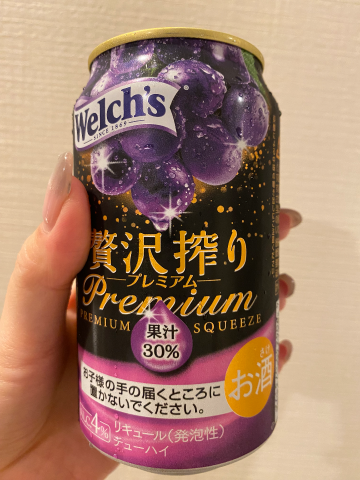 Welch's
SINCE 1869
贅沢搾り
プレミアム
Premium
PREMIUM SQUEEZE
果汁
30%
お子様の手の届くところに
置かないでください。
さけ
お酒
4%
リキュール(発泡性)
チューハイ